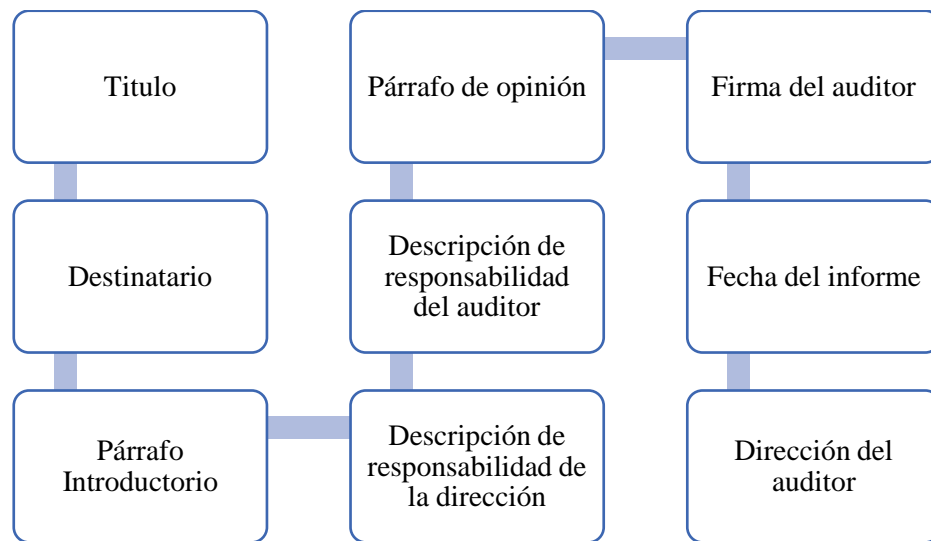 Titulo
Destinatario
Párrafo
Introductorio
Descripción de
responsabilidad de
la dirección
Descripción de
responsabilidad
del auditor
Párrafo de opinión
Firma del auditor
Fecha del informe
Dirección del
auditor